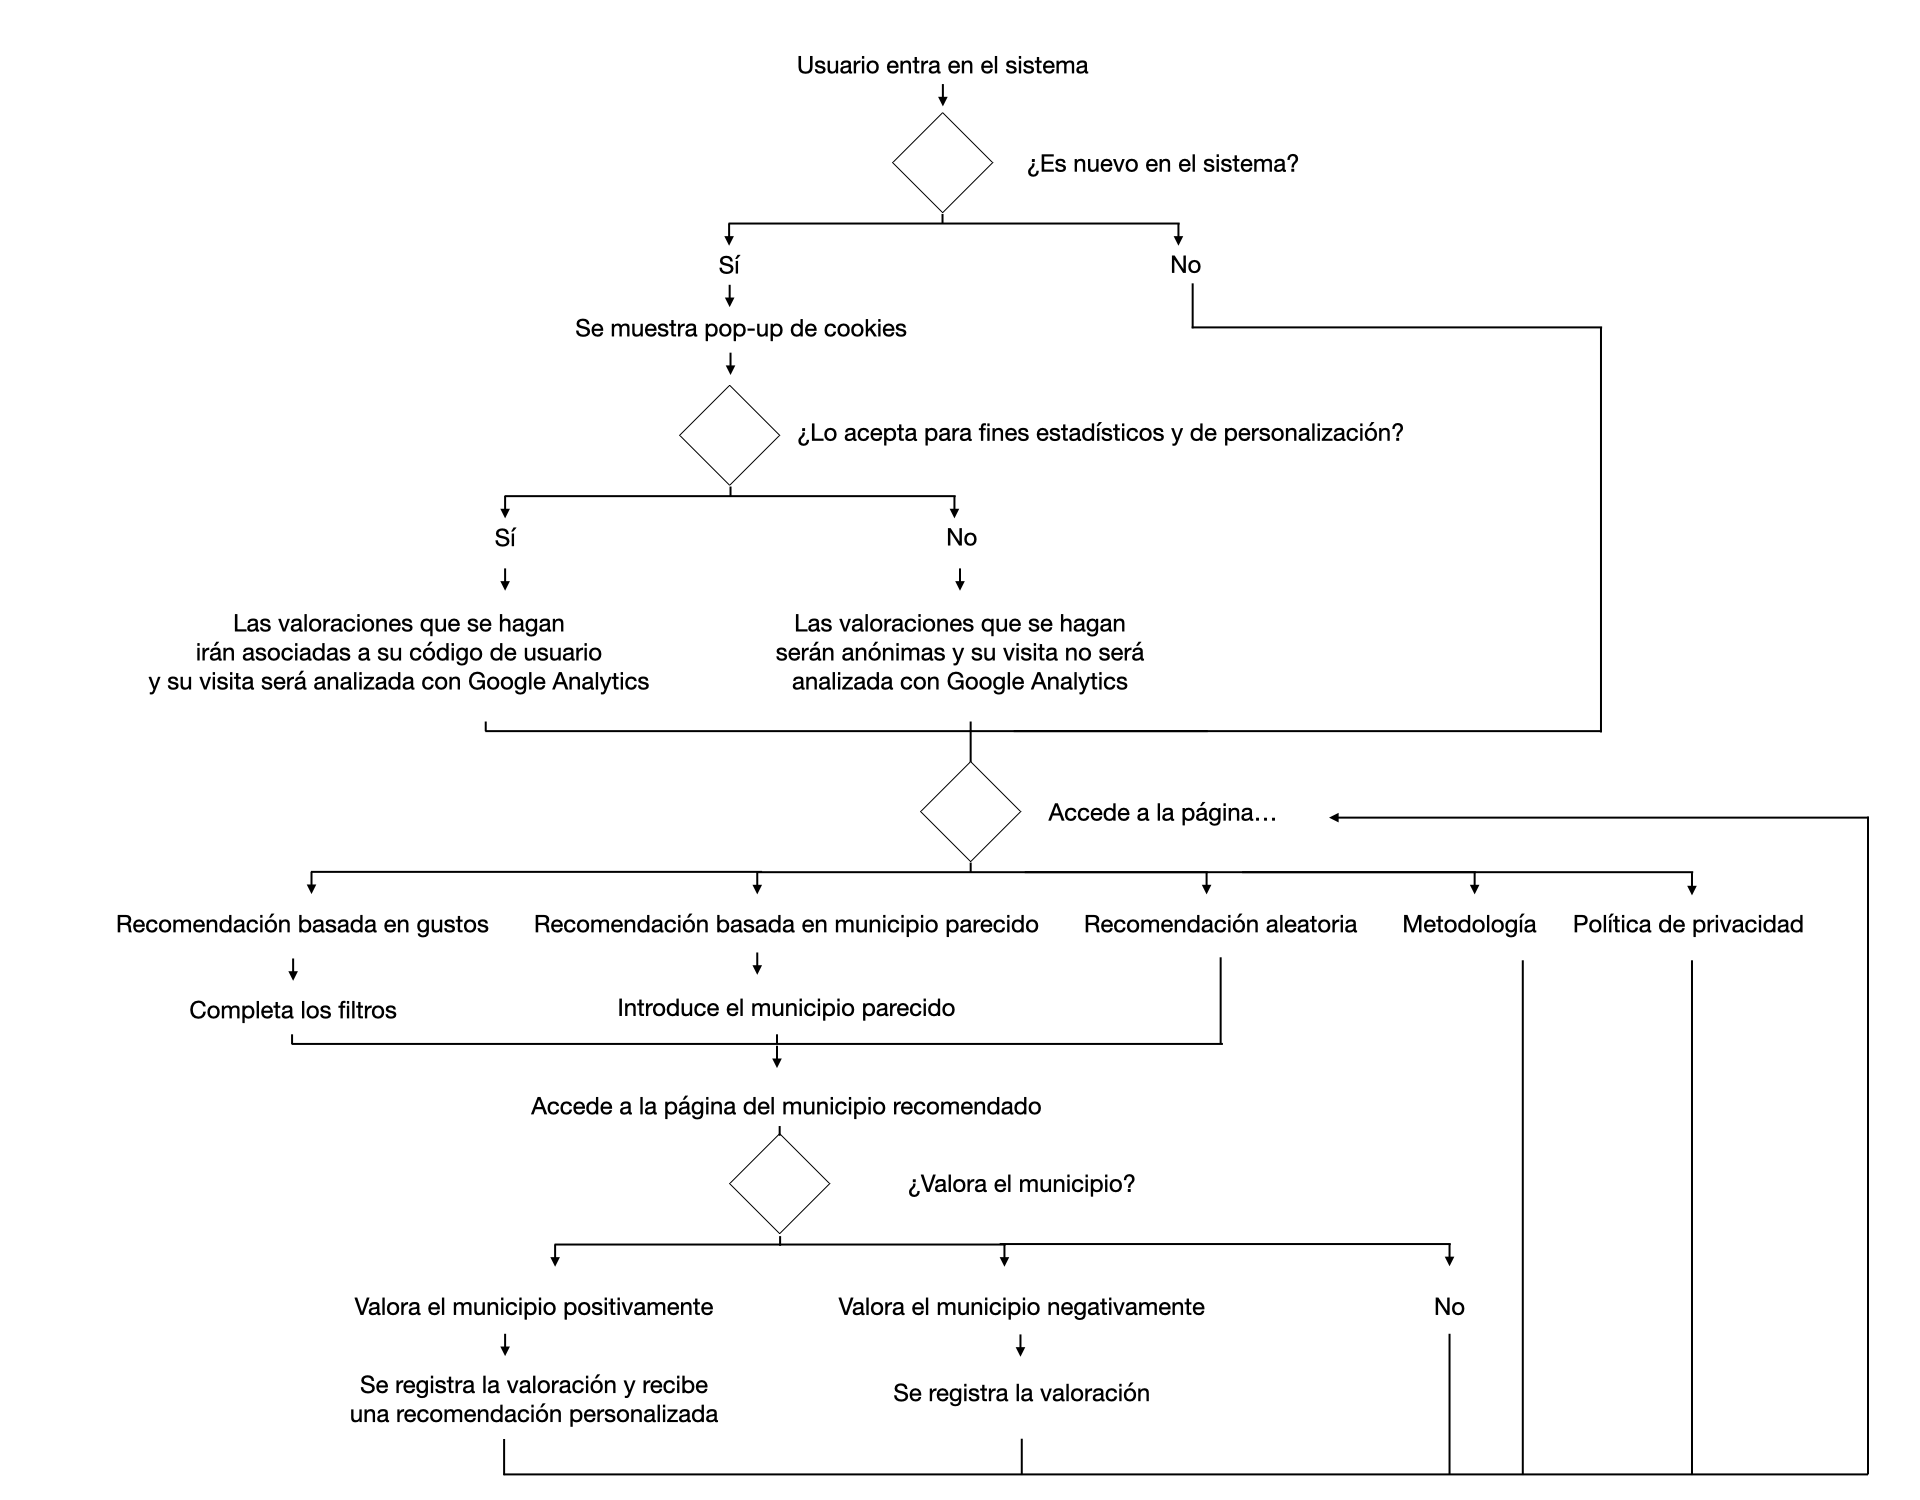 Usuario entra en el sistema
¿Es nuevo en el sistema?
Sí
No
Se muestra pop-up de cookies
¿Lo acepta para fines estadísticos y de personalización?
Sí
No
Las valoraciones que se hagan
irán asociadas a su código de usuario
y su visita será analizada con Google Analytics
Las valoraciones que se hagan
serán anónimas y su visita no será
analizada con Google Analytics
Accede a la página...
Recomendación basada en gustos
Recomendación basada en municipio parecido
Recomendación aleatoria
Metodología
Política de privacidad
Completa los filtros
Introduce el municipio parecido
Accede a la página del municipio recomendado
¿Valora el municipio?
Valora el municipio positivamente
Valora el municipio negativamente
No
Se registra la valoración y recibe
una recomendación personalizada
Se registra la valoración